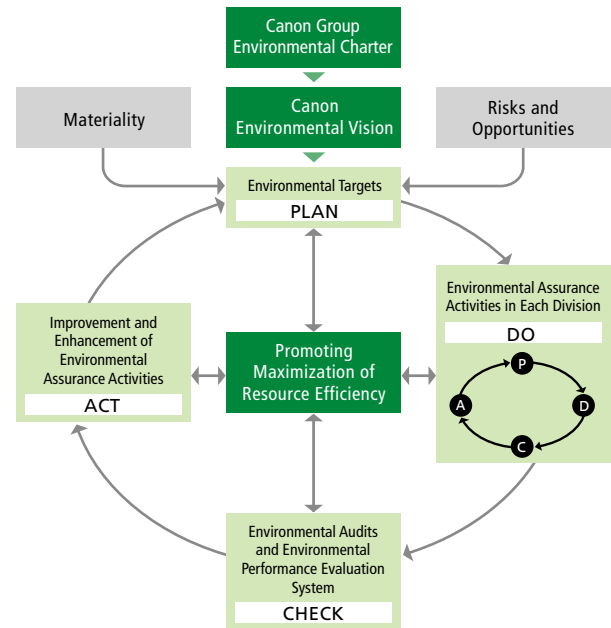 Canon Group
Environmental Charter
Materiality
Canon
Environmental Vision
Risks and
Opportunities
Environmental Targets
PLAN
Environmental Assurance
Activities in Each Division
DO
P
A
D
C
Improvement and
Enhancement of
Environmental
Assurance Activities
ACT
Promoting
Maximization of
Resource Efficiency
Environmental Audits
and Environmental
Performance Evaluation
System
CHECK